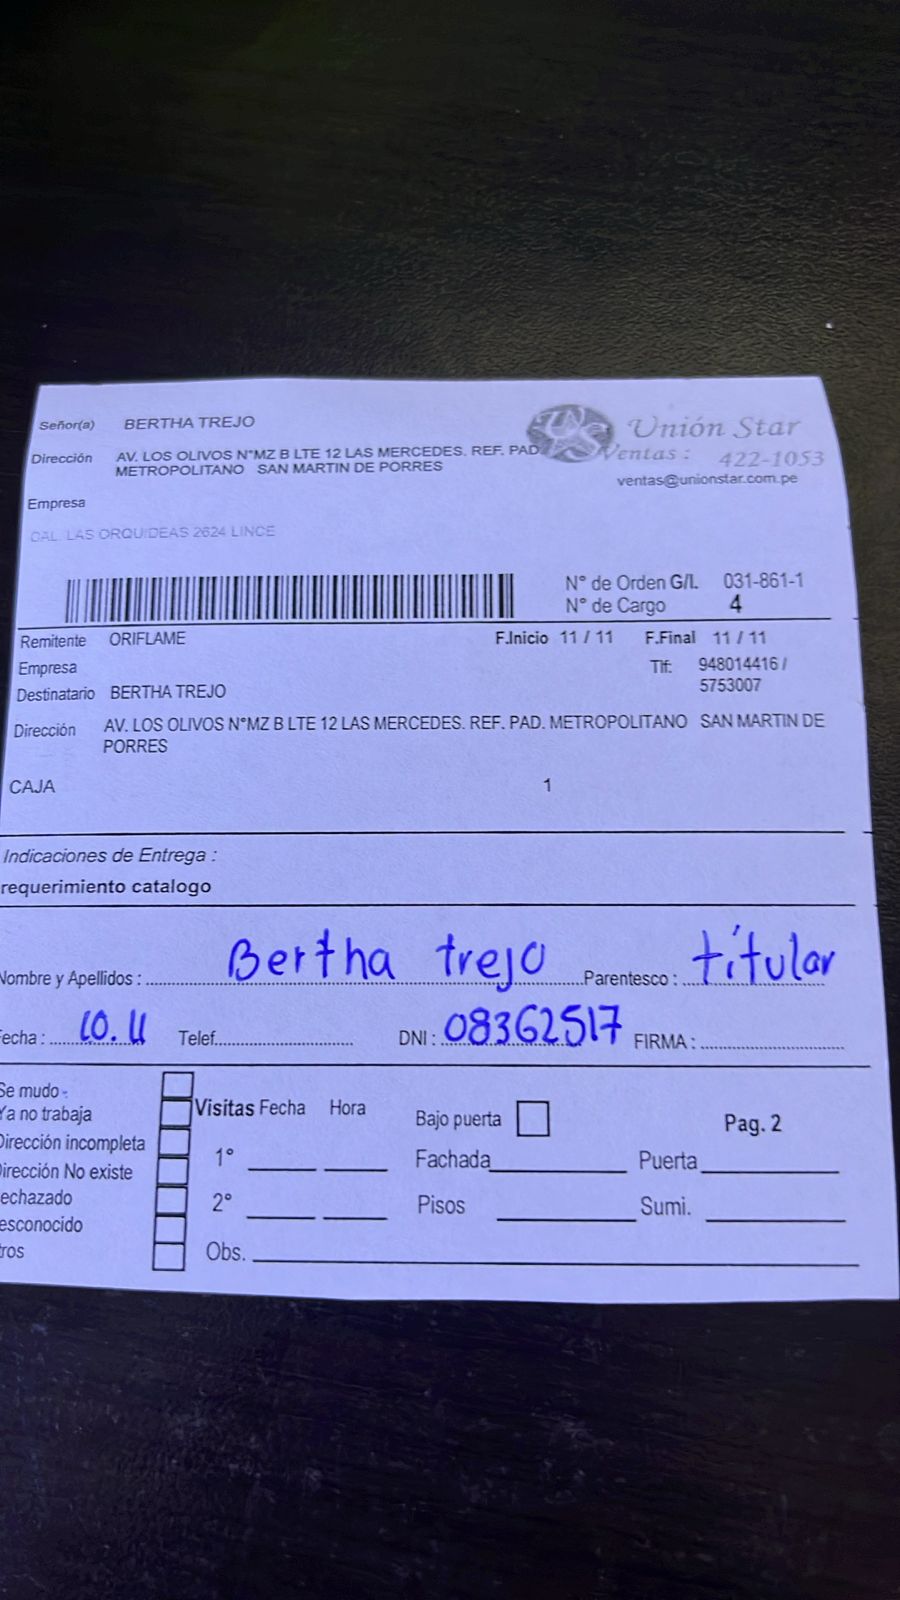 Señor(a) BERTHA TREJO
Unión Star
Dirección AV. LOS OLIVOS N°MZ B LTE 12 LAS MERCEDES. REF. PAD
METROPOLITANO SAN MARTIN DE PORRES
Ventas : 422-1053
ventas@unionstar.com.pe
Empresa
CAL. LAS ORQUIDEAS 2624 LINCE
N° de Orden G/I. 031-861-1
N° de Cargo 4
Remitente ORIFLAME F.Inicio 11 / 11 F.Final 11 / 11
Empresa Tlf: 948014416 /
5753007
Destinatario BERTHA TREJO
Dirección AV. LOS OLIVOS N°MZ B LTE 12 LAS MERCEDES. REF. PAD. METROPOLITANO SAN MARTIN DE
PORRES
CAJA 1
Indicaciones de Entrega :
requerimiento catalogo
Nombre y Apellidos : Bertha trejo Parentesco : titular
echa : 10. 11 Telef. DNI : 08362517 FIRMA :
Se mudo
Ya no trabaja
Visitas Fecha Hora
Bajo puerta
Pag. 2
Dirección incompleta
1° Fachada Puerta
Dirección No existe
echazado
2° Pisos Sumi.
esconocido
tros
Obs.